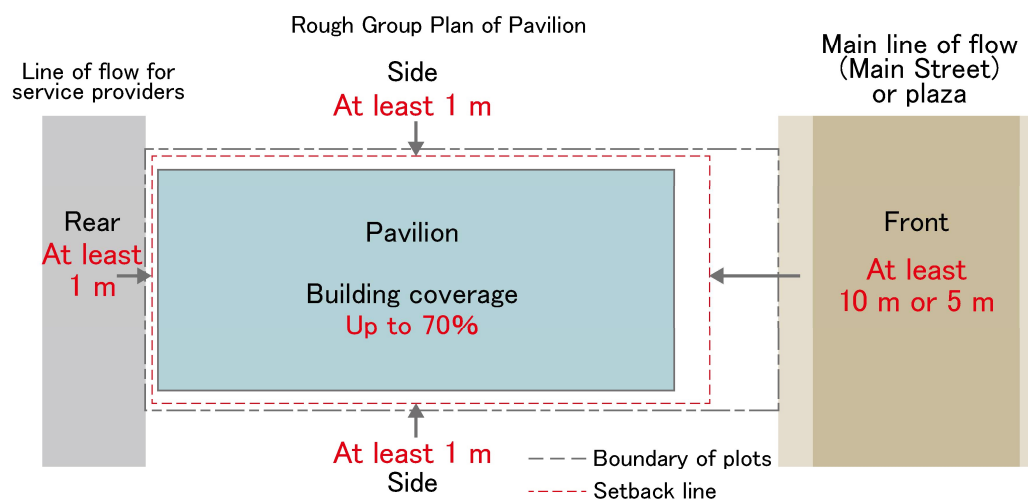 Rough Group Plan of Pavilion
Line of flow for
service providers
Side
At least 1 m
Main line of flow
(Main Street)
or plaza
Rear
At least
1 m
Pavilion
Building coverage
Up to 70%
Front
At least
10 m or 5 m
At least 1 m
Side
Boundary of plots
Setback line